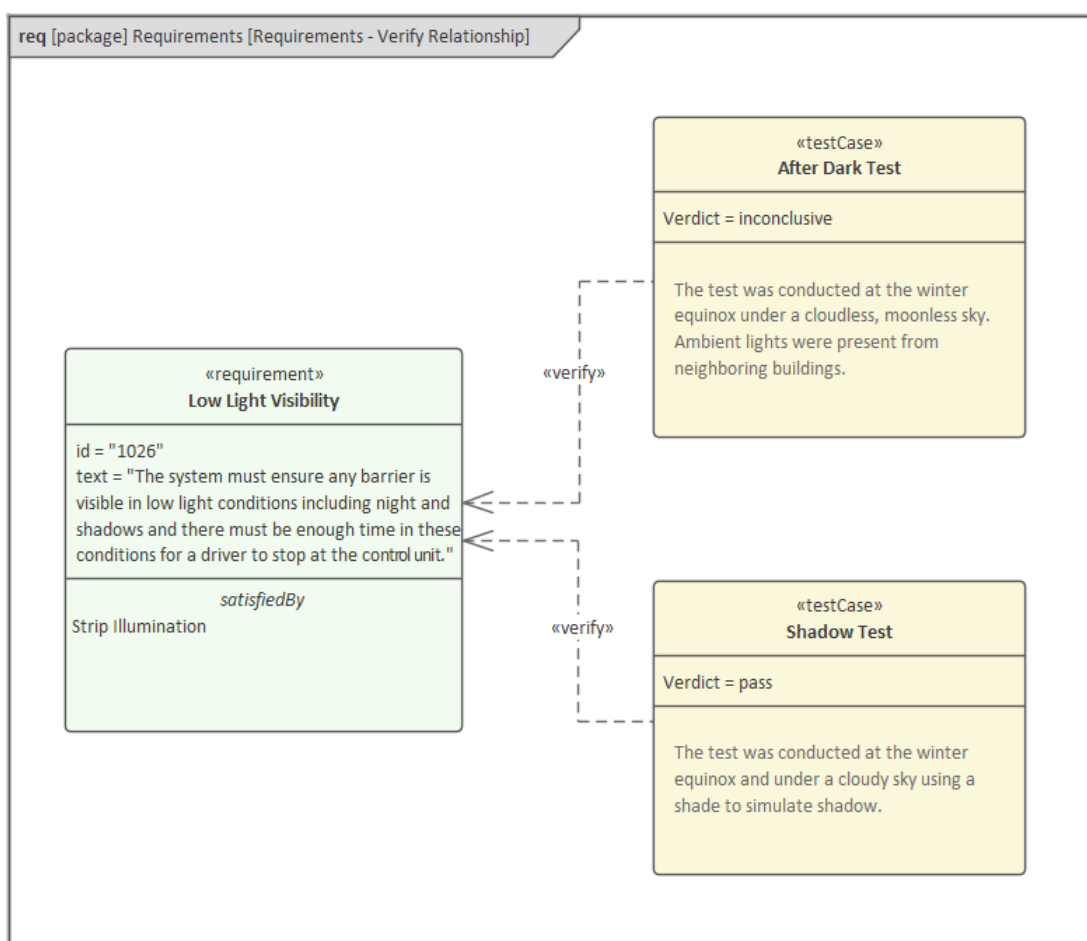 req [package] Requirements [Requirements - Verify Relationship]
«testCase»
After Dark Test
Verdict = inconclusive
The test was conducted at the winter
equinox under a cloudless, moonless sky.
Ambient lights were present from
neighboring buildings.
«verify»
«requirement»
Low Light Visibility
id = "1026"
text = "The system must ensure any barrier is
visible in low light conditions including night and
shadows and there must be enough time in these
conditions for a driver to stop at the control unit."
satisfiedBy
Strip Illumination
«verify»
«testCase»
Shadow Test
Verdict = pass
The test was conducted at the winter
equinox and under a cloudy sky using a
shade to simulate shadow.